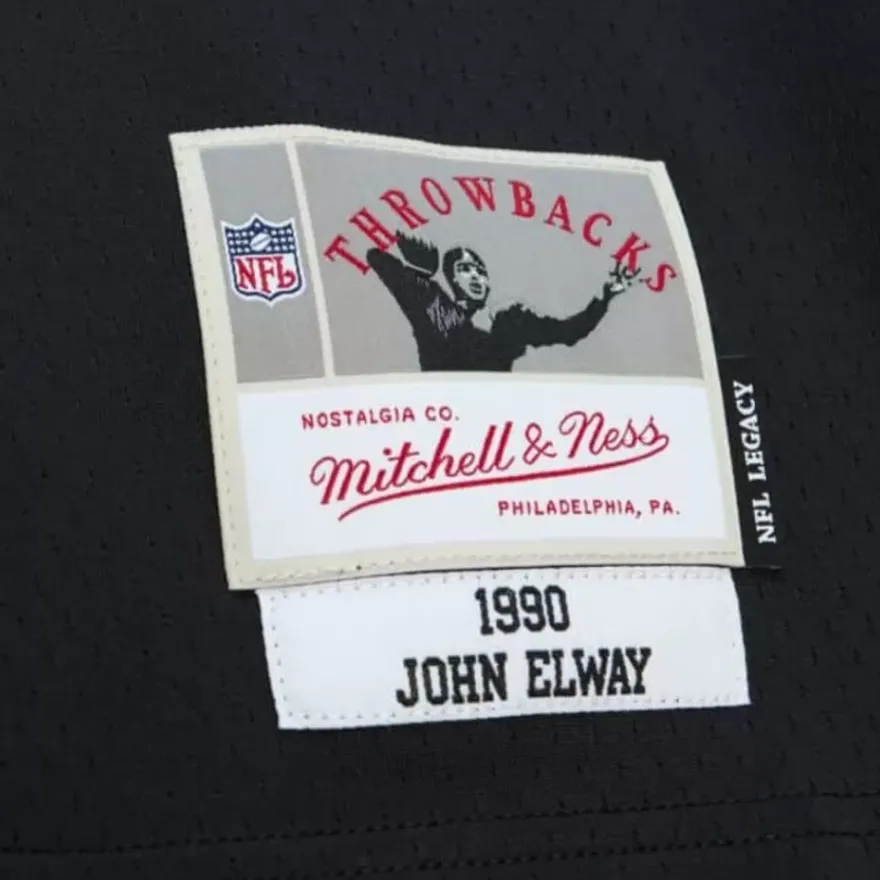 THROWBACKS
NFL
NOSTALGIA CO.
Mitchell & Ness
PHILADELPHIA, PA.
NFL LEGACY
1990
JOHN ELWAY